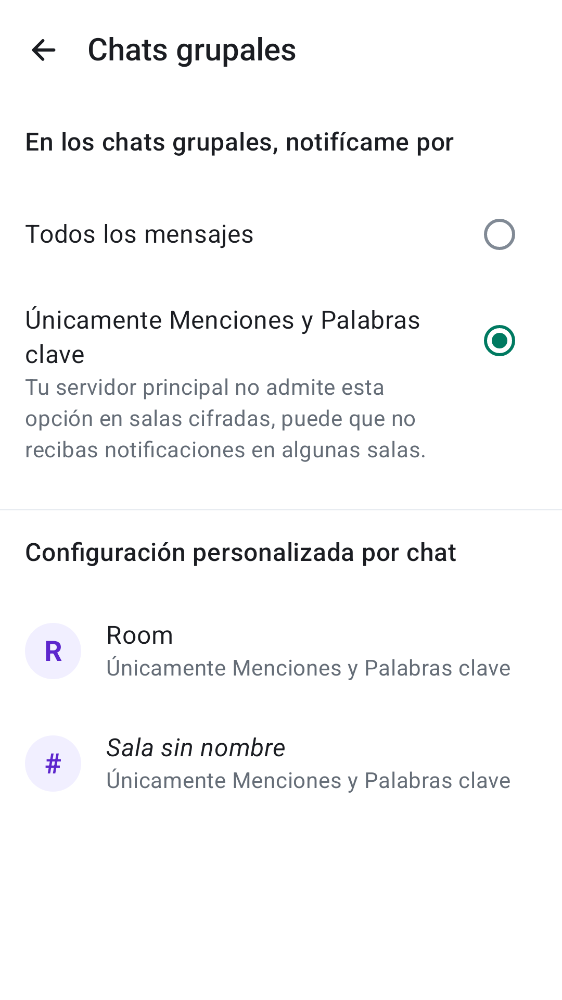 Chats grupales
En los chats grupales, notifícame por
Todos los mensajes
Únicamente Menciones y Palabras
clave
Tu servidor principal no admite esta
opción en salas cifradas, puede que no
recibas notificaciones en algunas salas.
Configuración personalizada por chat
R
Room
Únicamente Menciones y Palabras clave
#
Sala sin nombre
Únicamente Menciones y Palabras clave